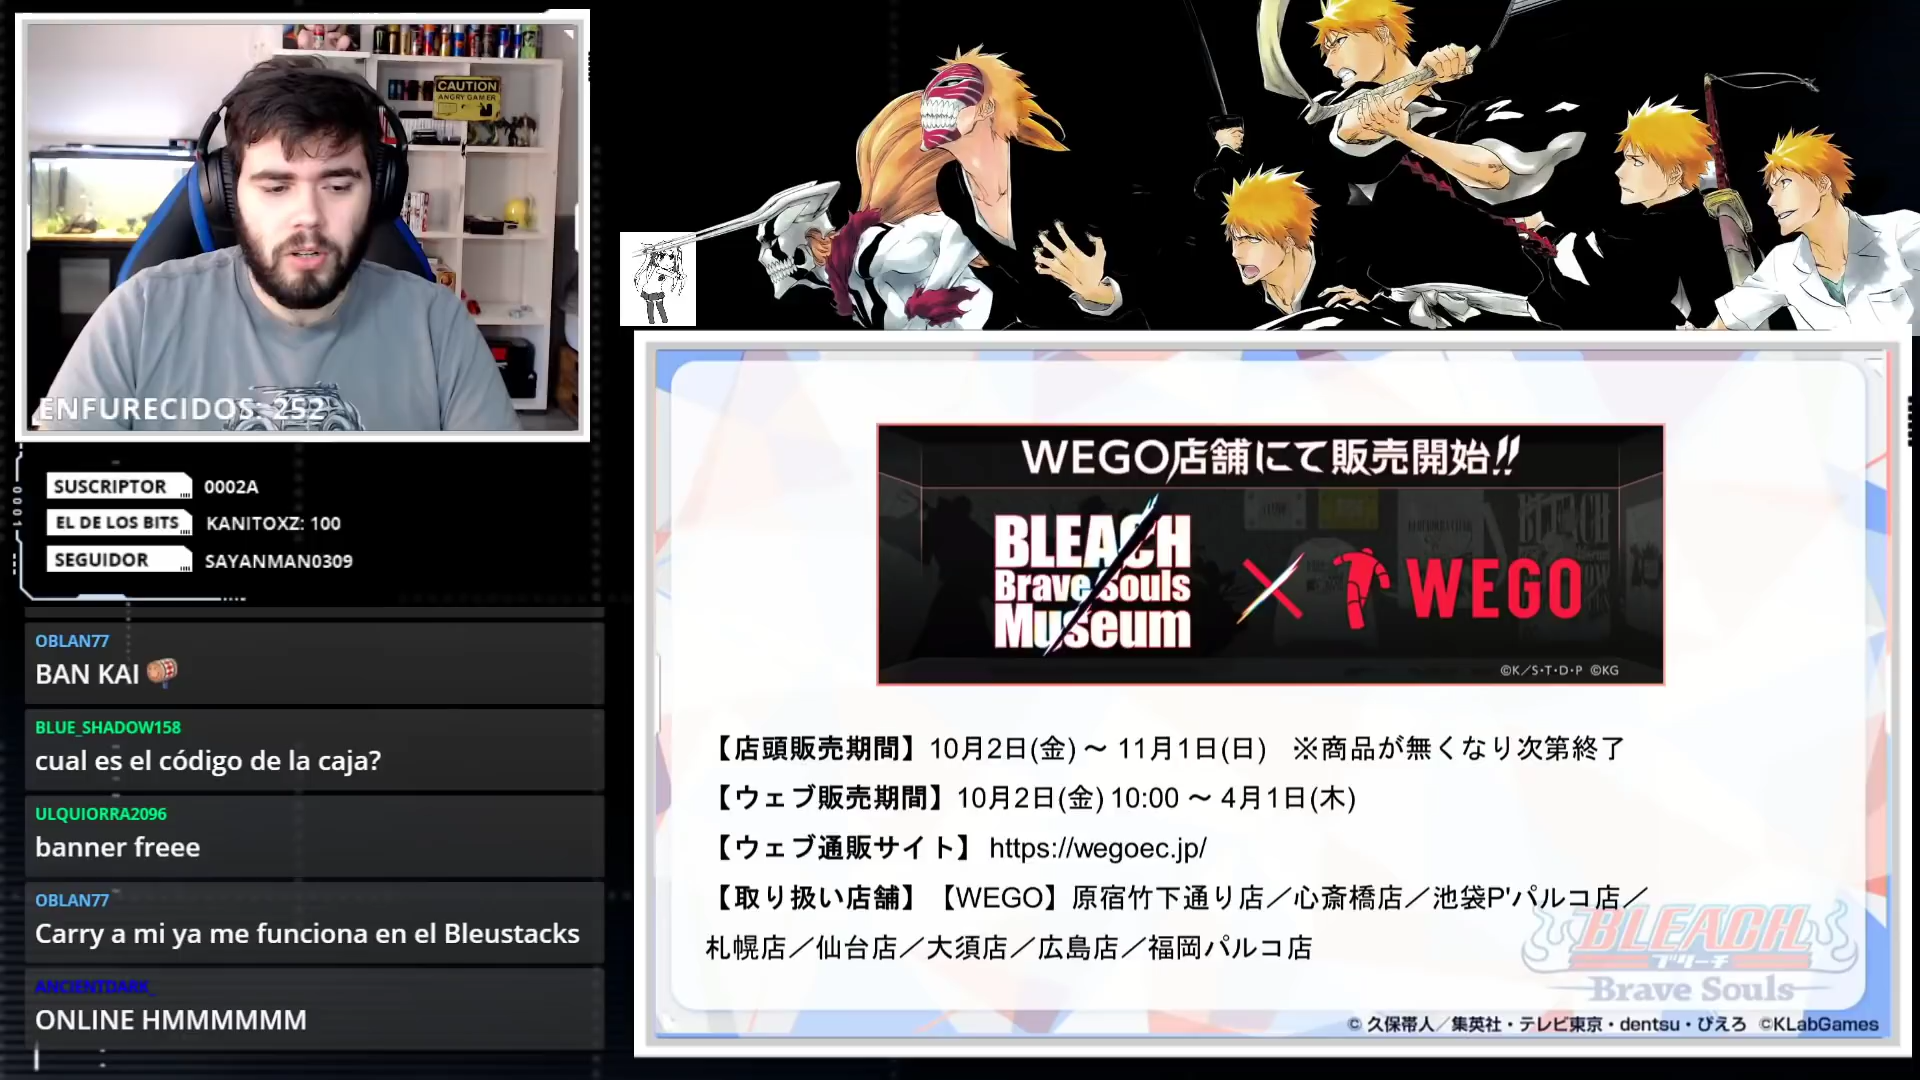 CAUTION
ANGRY GAMER
ENFURECIDOS: 252
SUSCRIPTOR 0002A
EL DE LOS BITS KANITOXZ: 100
SEGUIDOR SAYANMAN0309
0001
OBLAN77
BAN KAI
BLUE_SHADOW158
cual es el código de la caja?
ULQUIORRA2096
banner freee
OBLAN77
Carry a mi ya me funciona en el Bleustacks
ANCIENTDARK_
ONLINE HMMMMMM
WEGO店舗にて販売開始!!
BLEACH
Brave Souls
Museum
× WEGO
©K/S・T・D・P ©KG
【店頭販売期間】10月2日(金)～ 11月1日(日) ※商品が無くなり次第終了
【ウェブ販売期間】10月2日(金) 10:00 ～ 4月1日(木)
【ウェブ通販サイト】 https://wegoec.jp/
【取り扱い店舗】【WEGO】原宿竹下通り店／心斎橋店／池袋P'パルコ店／
札幌店／仙台店／大須店／広島店／福岡パルコ店
BLEACH
ブリーチ
Brave Souls
© 久保帯人／集英社・テレビ東京・dentsu・ぴえろ ©KLabGames